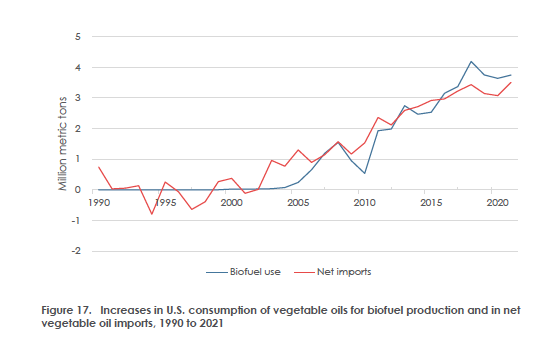 5
4
3
2
1
0
-1
-2
Million metric tons
1990 1995 2000 2005 2010 2015 2020
Biofuel use Net imports
Figure 17. Increases in U.S. consumption of vegetable oils for biofuel production and in net
vegetable oil imports, 1990 to 2021